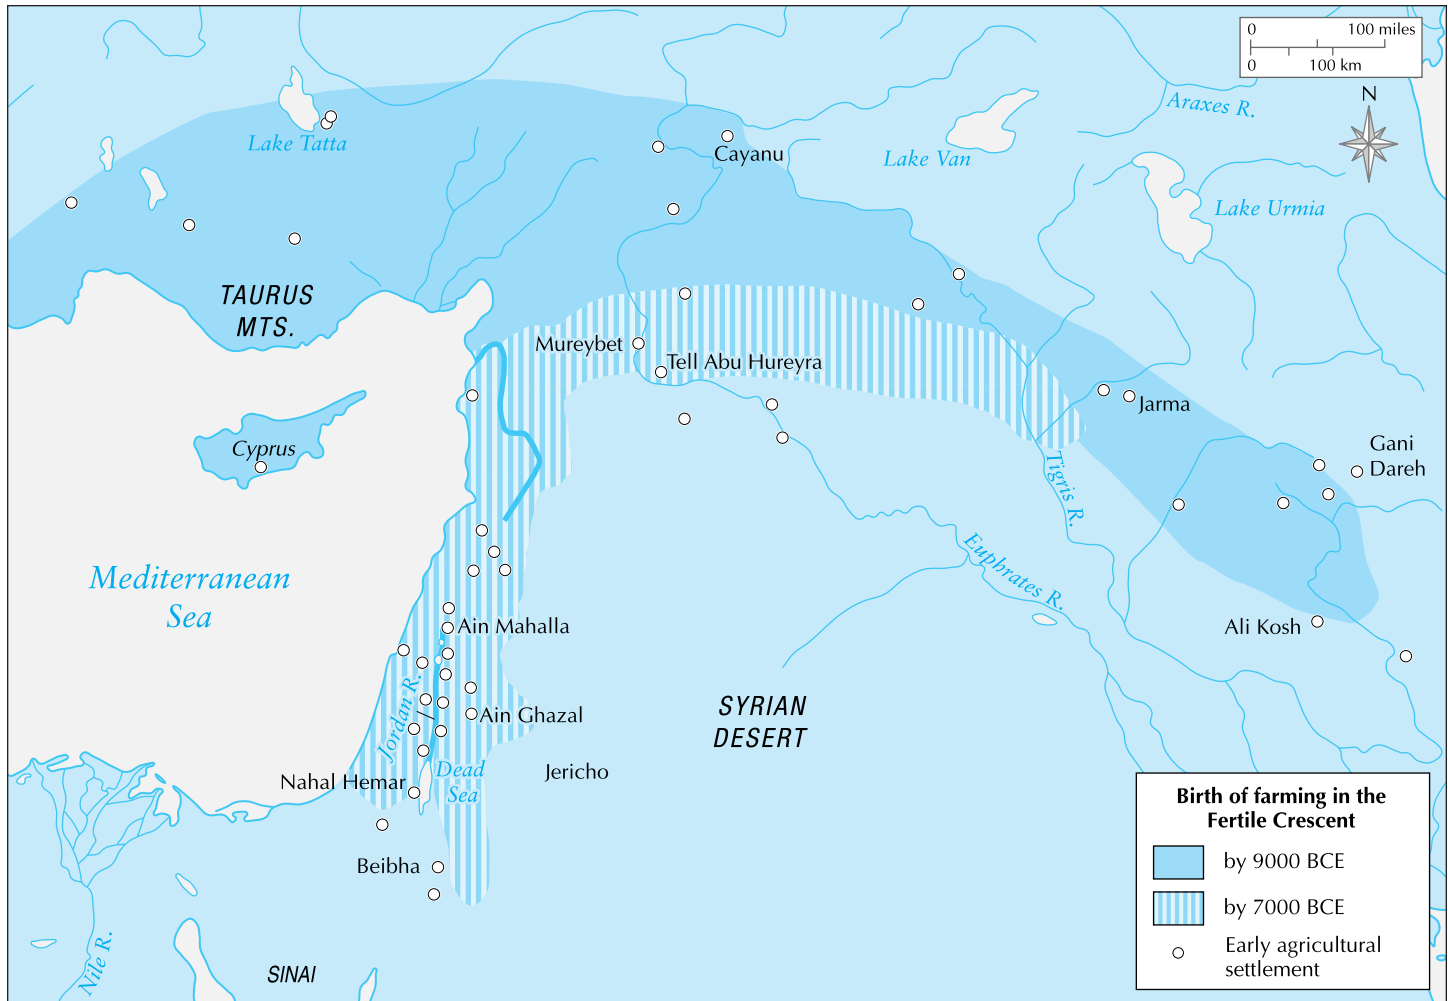 0 100 miles
0 100 km
N
Araxes R.
Lake Tatta
Cayanu
Lake Van
Lake Urmia
TAURUS
MTS.
Mureybet
Tell Abu Hureyra
Jarma
Cyprus
Gani
Dareh
Tigris R.
Mediterranean
Sea
Euphrates R.
Ain Mahalla
Ali Kosh
Jordan R.
Ain Ghazal
SYRIAN
DESERT
Nahal Hemar
Dead
Sea
Jericho
Beibha
Nile R.
SINAI
Birth of farming in the
Fertile Crescent
by 9000 BCE
by 7000 BCE
Early agricultural
settlement